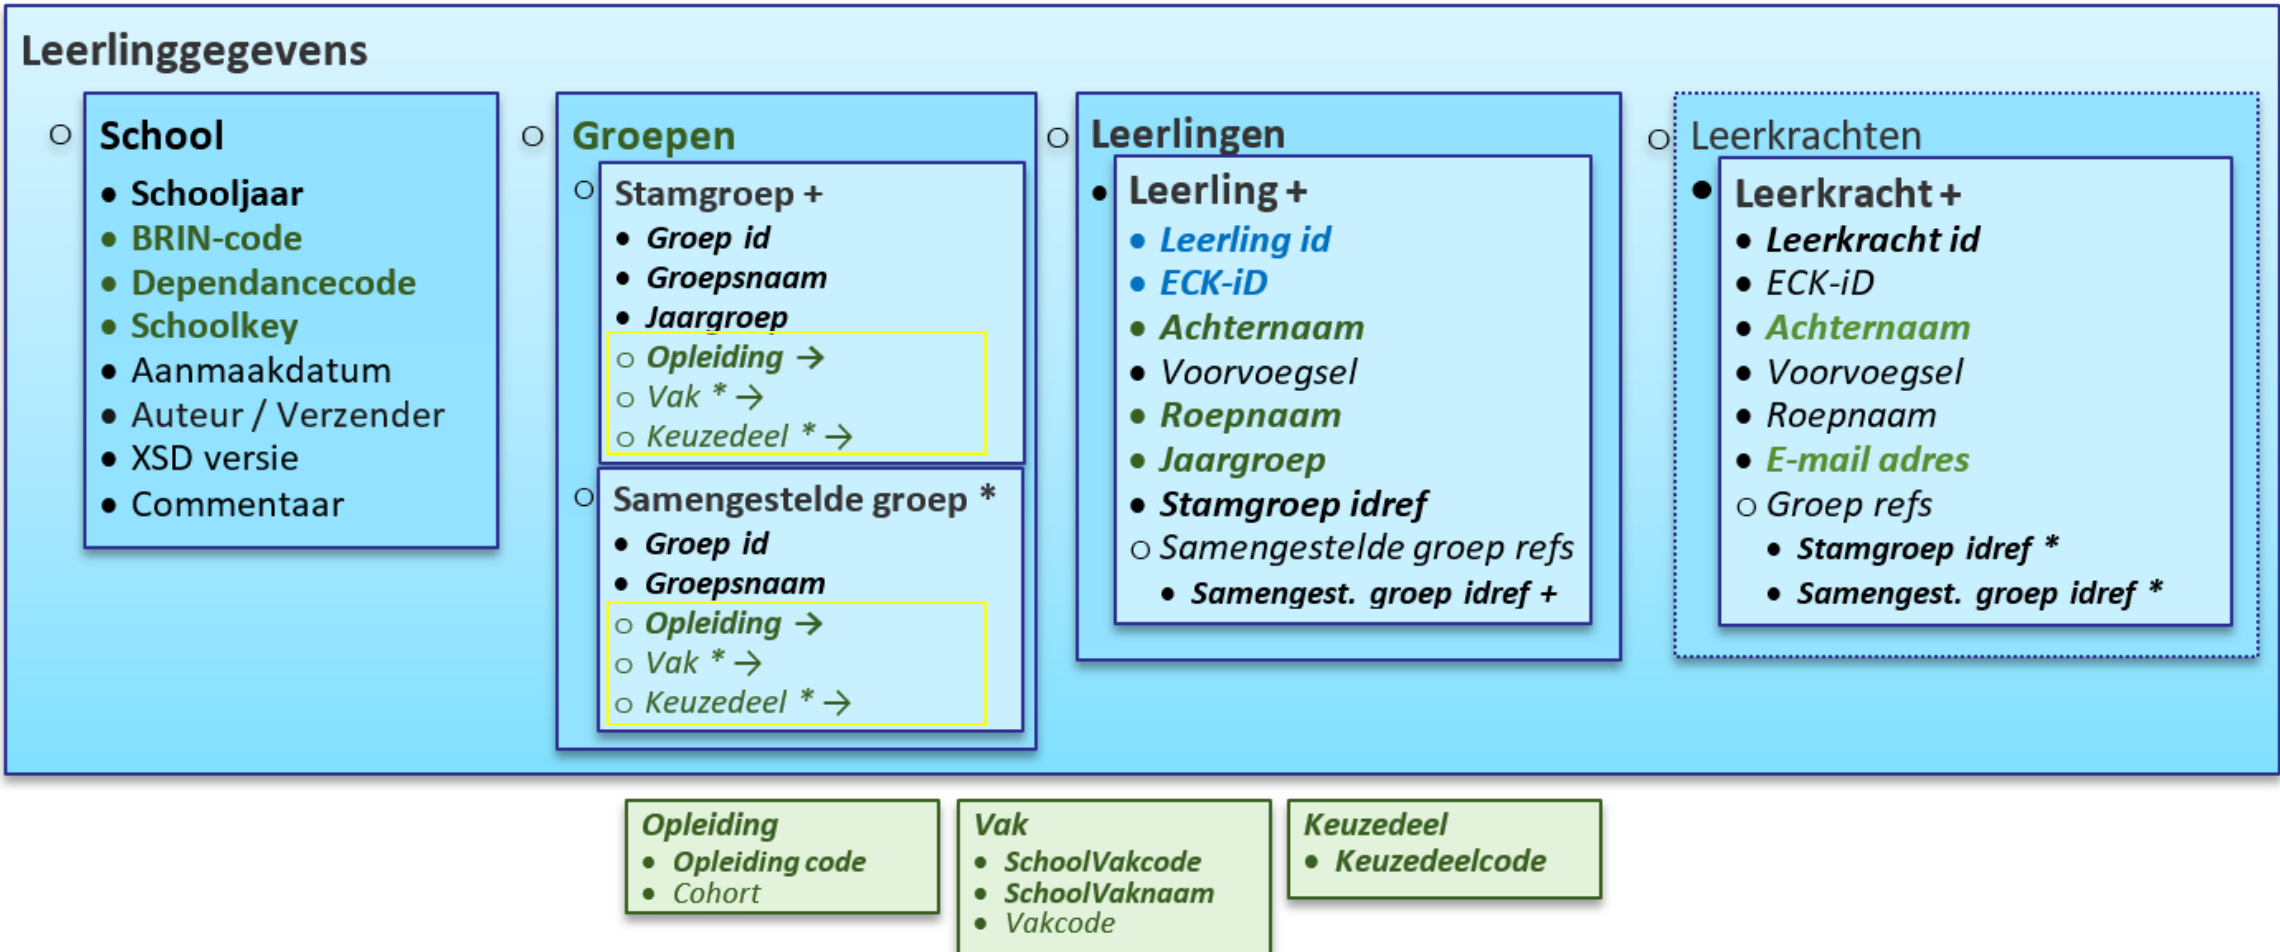 Leerlinggegevens
School
Schooljaar
BRIN-code
Dependancecode
Schoolkey
Aanmaakdatum
Auteur / Verzender
XSD versie
Commentaar
Groepen
Stamgroep +
Groep id
Groepsnaam
Jaargroep
Opleiding →
Vak * →
Keuzedeel * →
Samengestelde groep *
Groep id
Groepsnaam
Opleiding →
Vak * →
Keuzedeel * →
Leerlingen
Leerling +
Leerling id
ECK-iD
Achternaam
Voorvoegsel
Roepnaam
Jaargroep
Stamgroep idref
Samengestelde groep refs
Samengest. groep idref +
Leerkrachten
Leerkracht +
Leerkracht id
ECK-iD
Achternaam
Voorvoegsel
Roepnaam
E-mail adres
Groep refs
Stamgroep idref *
Samengest. groep idref *
Opleiding
Opleiding code
Cohort
Vak
SchoolVakcode
SchoolVaknaam
Vakcode
Keuzedeel
Keuzedeelcode